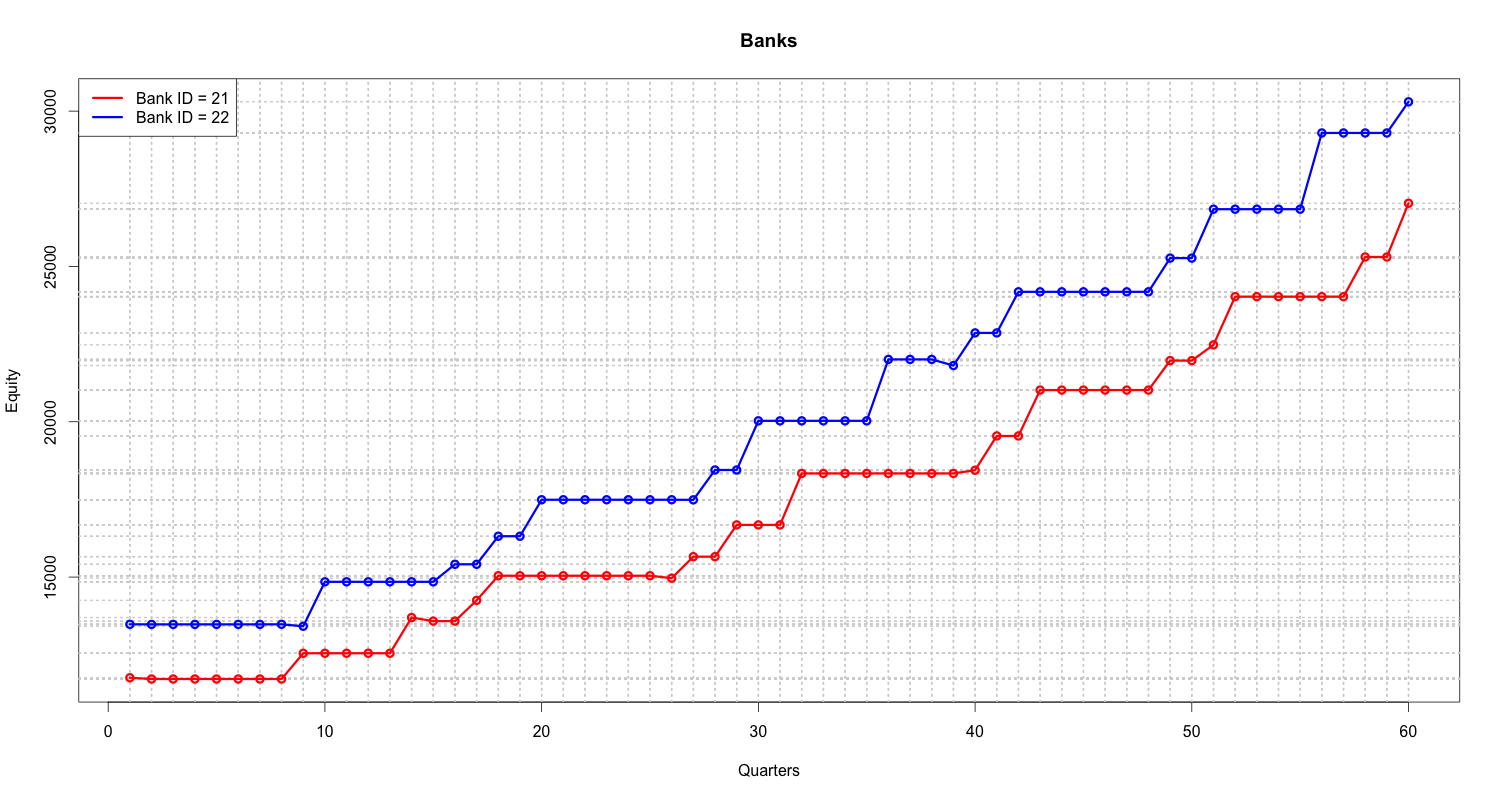 Banks
Bank ID = 21
Bank ID = 22
30000
25000
20000
15000
Equity
0 10 20 30 40 50 60
Quarters